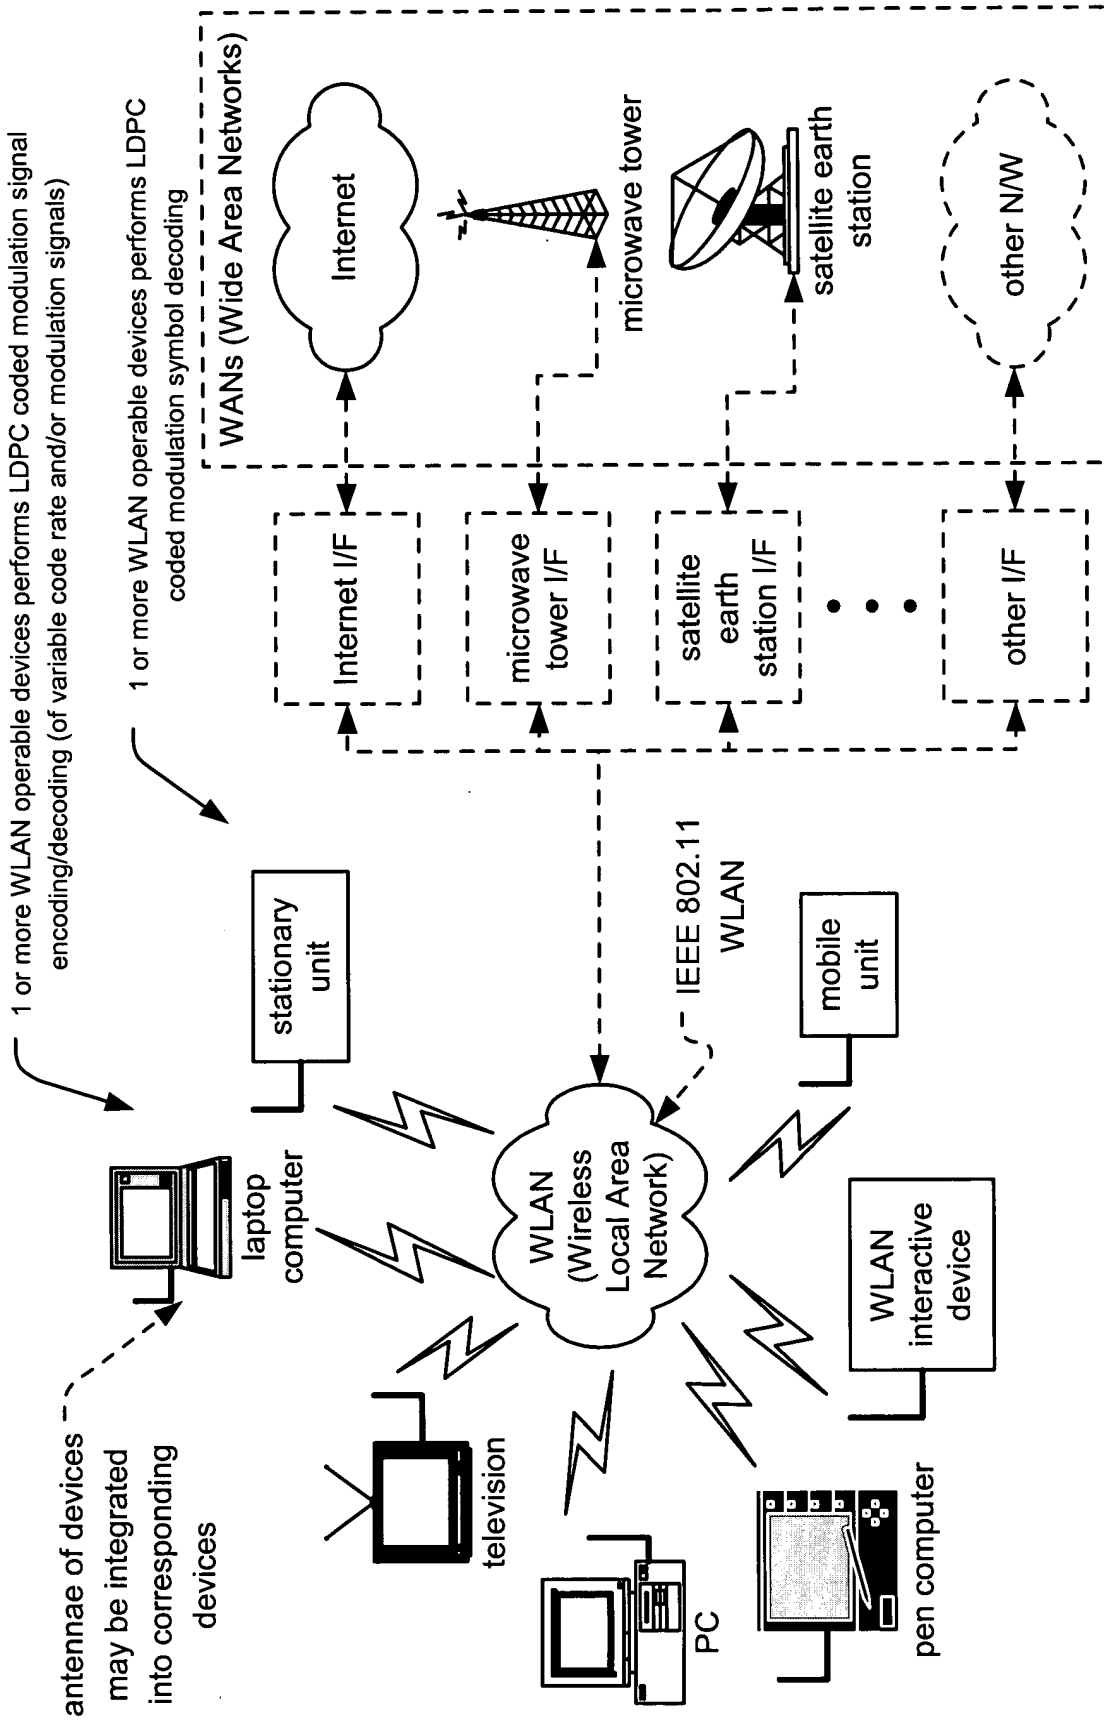 1 or more WLAN operable devices performs LDPC coded modulation signal
encoding/decoding (of variable code rate and/or modulation signals)
1 or more WLAN operable devices performs LDPC
coded modulation symbol decoding
antennae of devices
may be integrated
into corresponding
devices
laptop
computer
stationary
unit
television
PC
pen computer
WLAN
interactive
device
mobile
unit
WLAN
(Wireless
Local Area
Network)
IEEE 802.11
WLAN
Internet I/F
microwave
tower I/F
satellite
earth
station I/F
other I/F
WANs (Wide Area Networks)
Internet
microwave tower
satellite earth
station
other N/W